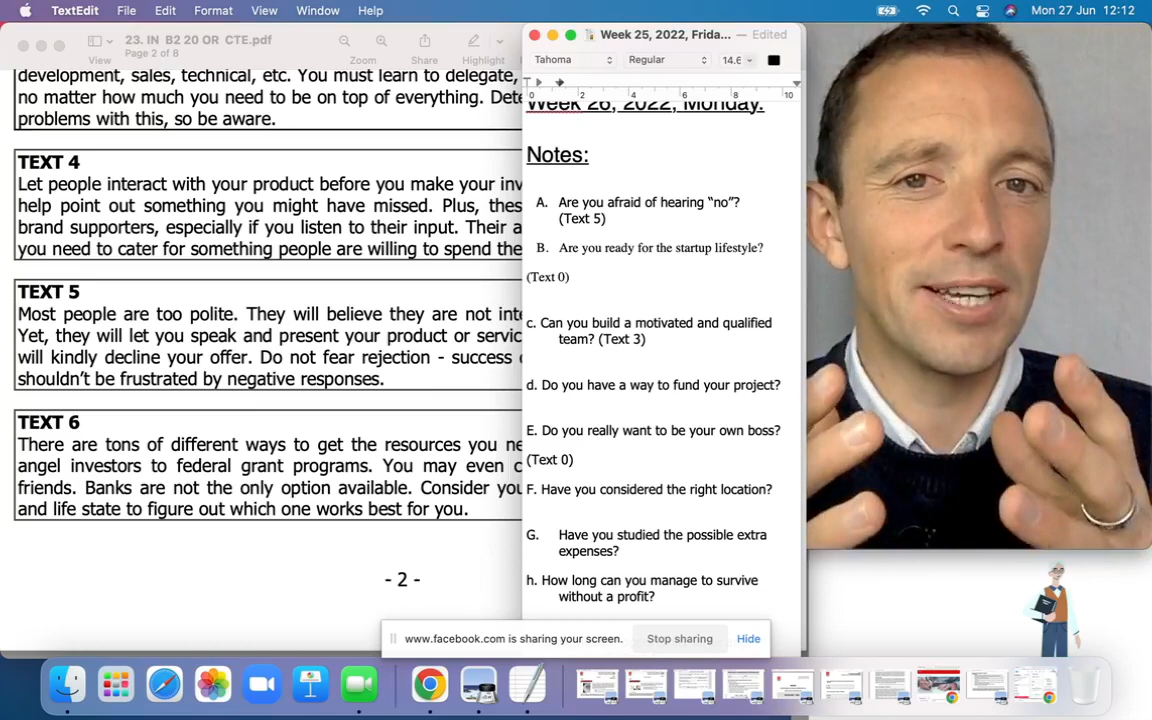 TextEdit File Edit Format View Window Help Mon 27 Jun 12:12
23. IN B2 20 OR CTE.pdf
Page 2 of 8
View Zoom Share Highlight
development, sales, technical, etc. You must learn to delegate,
no matter how much you need to be on top of everything. Dete
problems with this, so be aware.
TEXT 4
Let people interact with your product before you make your inv
help point out something you might have missed. Plus, thes
brand supporters, especially if you listen to their input. Their a
you need to cater for something people are willing to spend the
TEXT 5
Most people are too polite. They will believe they are not inte
Yet, they will let you speak and present your product or servic
will kindly decline your offer. Do not fear rejection - success
shouldn't be frustrated by negative responses.
TEXT 6
There are tons of different ways to get the resources you ne
angel investors to federal grant programs. You may even c
friends. Banks are not the only option available. Consider you
and life state to figure out which one works best for you.
- 2 -
Week 25, 2022, Frida... — Edited
Tahoma Regular 14.6
0 2 4 6 8 10
Week 26, 2022, Monday.
Notes:
A. Are you afraid of hearing “no”?
(Text 5)
B. Are you ready for the startup lifestyle?
(Text 0)
c. Can you build a motivated and qualified
team? (Text 3)
d. Do you have a way to fund your project?
E. Do you really want to be your own boss?
(Text 0)
F. Have you considered the right location?
G. Have you studied the possible extra
expenses?
h. How long can you manage to survive
without a profit?
www.facebook.com is sharing your screen. Stop sharing Hide